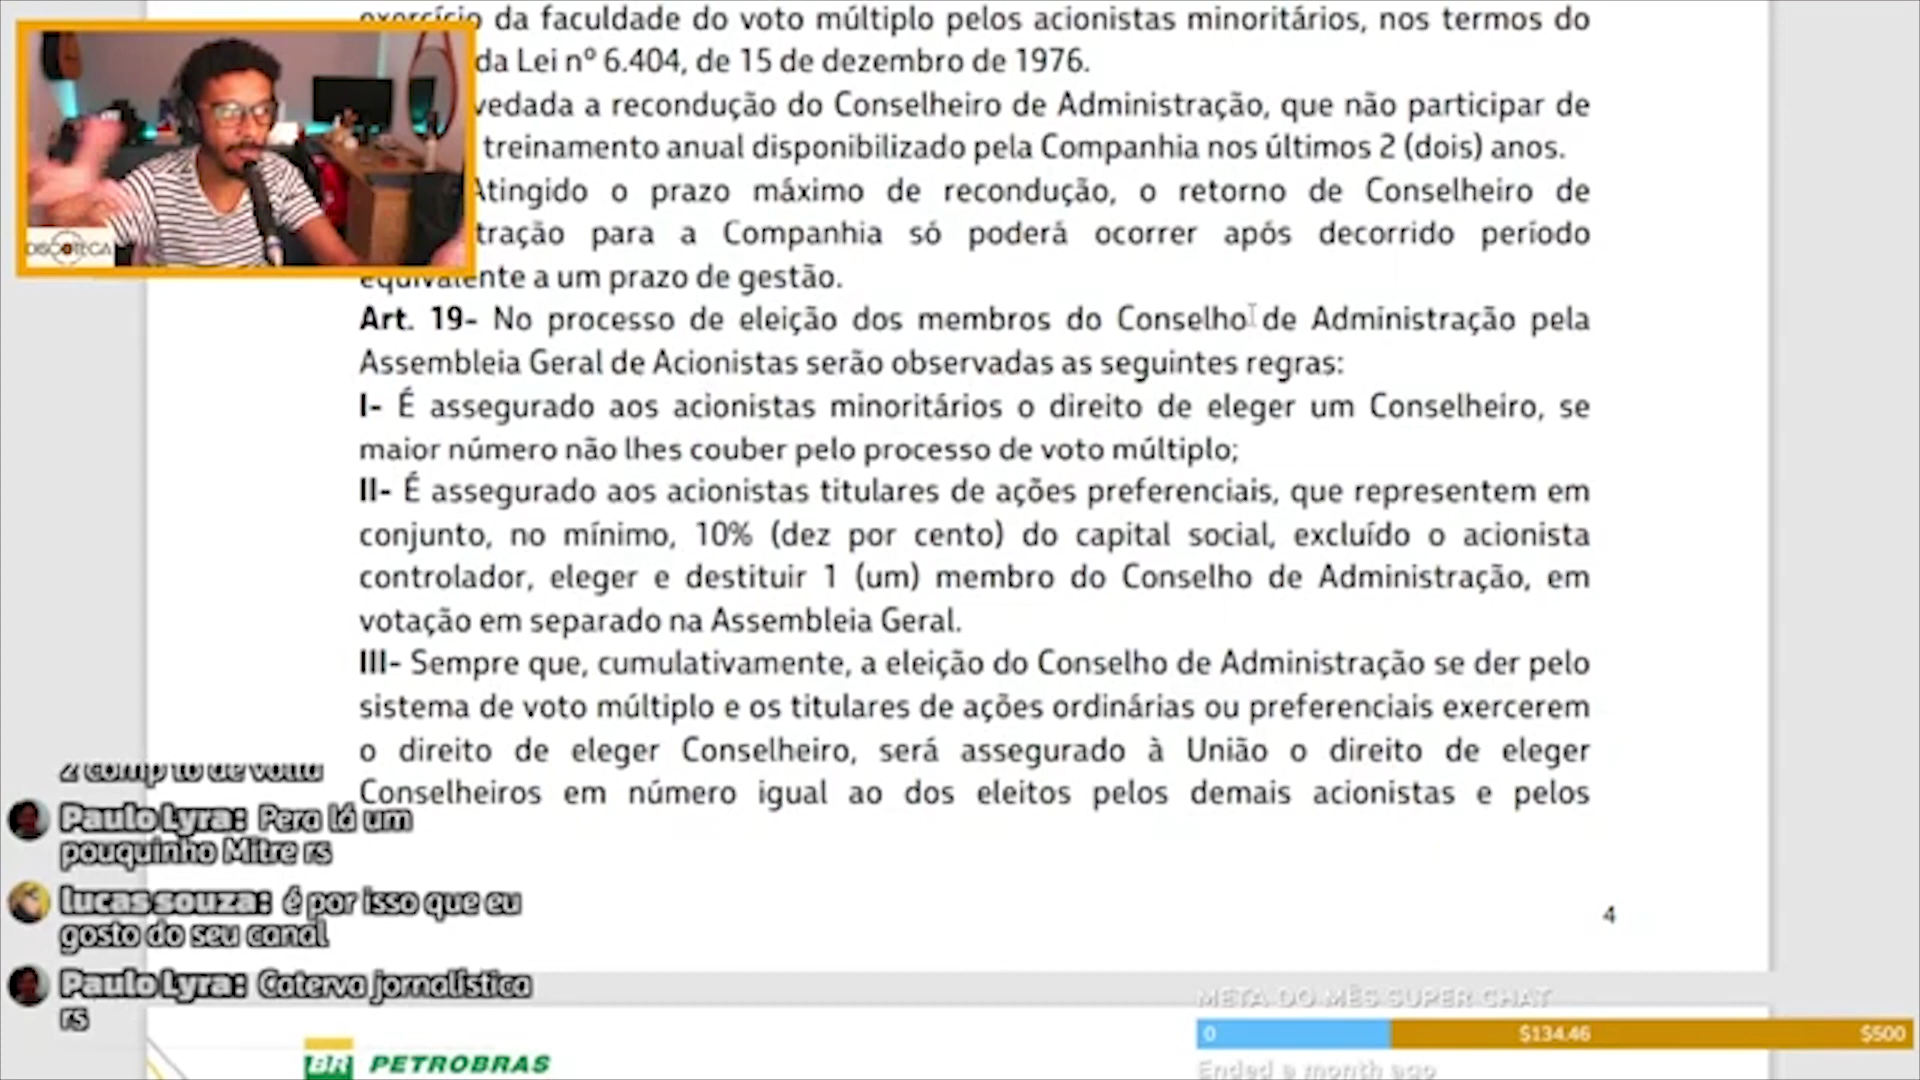 exercício da faculdade do voto múltiplo pelos acionistas minoritários, nos termos do
da Lei nº 6.404, de 15 de dezembro de 1976.
vedada a recondução do Conselheiro de Administração, que não participar de
treinamento anual disponibilizado pela Companhia nos últimos 2 (dois) anos.
Atingido o prazo máximo de recondução, o retorno de Conselheiro de
tração para a Companhia só poderá ocorrer após decorrido período
equivalente a um prazo de gestão.
DISCOTECA
Art. 19- No processo de eleição dos membros do Conselho de Administração pela
Assembleia Geral de Acionistas serão observadas as seguintes regras:
I- É assegurado aos acionistas minoritários o direito de eleger um Conselheiro, se
maior número não lhes couber pelo processo de voto múltiplo;
II- É assegurado aos acionistas titulares de ações preferenciais, que representem em
conjunto, no mínimo, 10% (dez por cento) do capital social, excluído o acionista
controlador, eleger e destituir 1 (um) membro do Conselho de Administração, em
votação em separado na Assembleia Geral.
III- Sempre que, cumulativamente, a eleição do Conselho de Administração se der pelo
sistema de voto múltiplo e os titulares de ações ordinárias ou preferenciais exercerem
o direito de eleger Conselheiro, será assegurado à União o direito de eleger
Conselheiros em número igual ao dos eleitos pelos demais acionistas e pelos
4
de volta
Paulo Lyra: Pera lá um
pouquinho Mitre rs
lucas souza: é por isso que eu
gosto do seu canal
Paulo Lyra: Caterva jornalística
rs
BR PETROBRAS
META DO MÊS SUPER CHAT
0 $134.46 $500
Ended a month ago